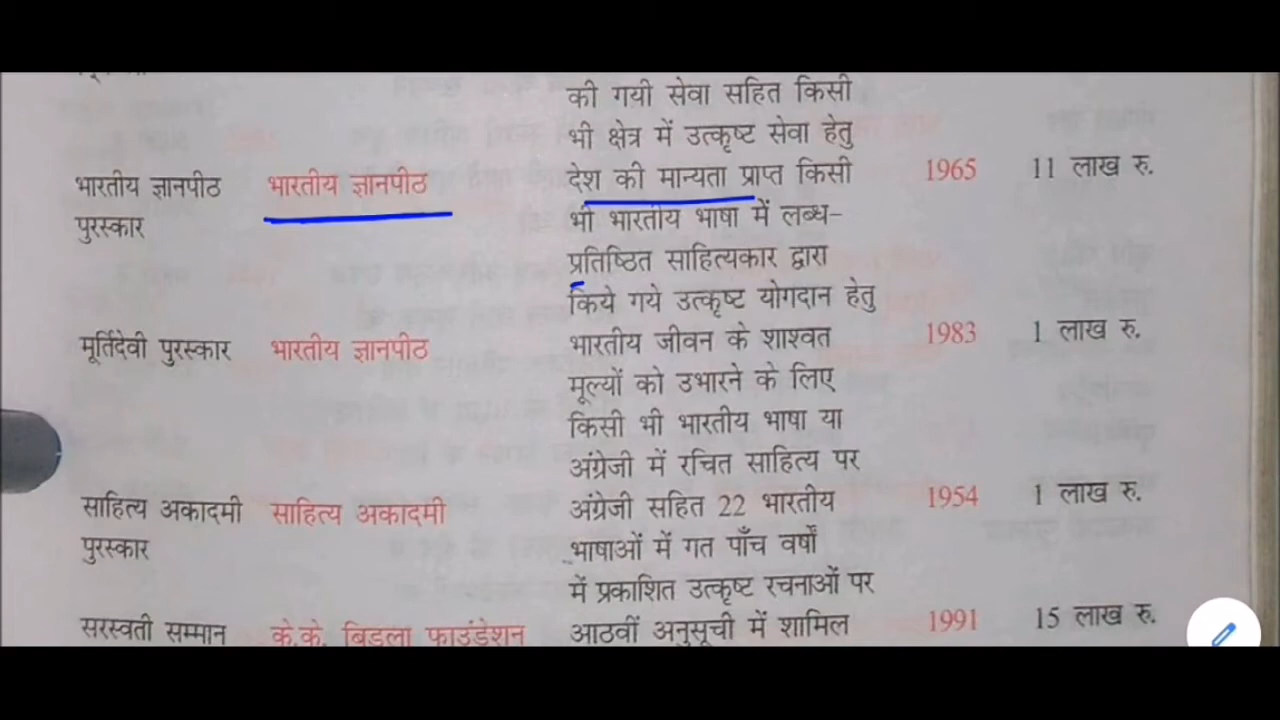 की गयी सेवा सहित किसी
भी क्षेत्र में उत्कृष्ट सेवा हेतु
भारतीय ज्ञानपीठ भारतीय ज्ञानपीठ देश की मान्यता प्राप्त किसी 1965 11 लाख रु.
पुरस्कार भी भारतीय भाषा में लब्ध-
प्रतिष्ठित साहित्यकार द्वारा
किये गये उत्कृष्ट योगदान हेतु
मूर्तिदेवी पुरस्कार भारतीय ज्ञानपीठ भारतीय जीवन के शाश्वत 1983 1 लाख रु.
मूल्यों को उभारने के लिए
किसी भी भारतीय भाषा या
अंग्रेजी में रचित साहित्य पर
साहित्य अकादमी साहित्य अकादमी अंग्रेजी सहित 22 भारतीय 1954 1 लाख रु.
पुरस्कार भाषाओं में गत पाँच वर्षों
में प्रकाशित उत्कृष्ट रचनाओं पर
सरस्वती सम्मान के.के. बिड़ला फाउंडेशन आठवीं अनुसूची में शामिल 1991 15 लाख रु.